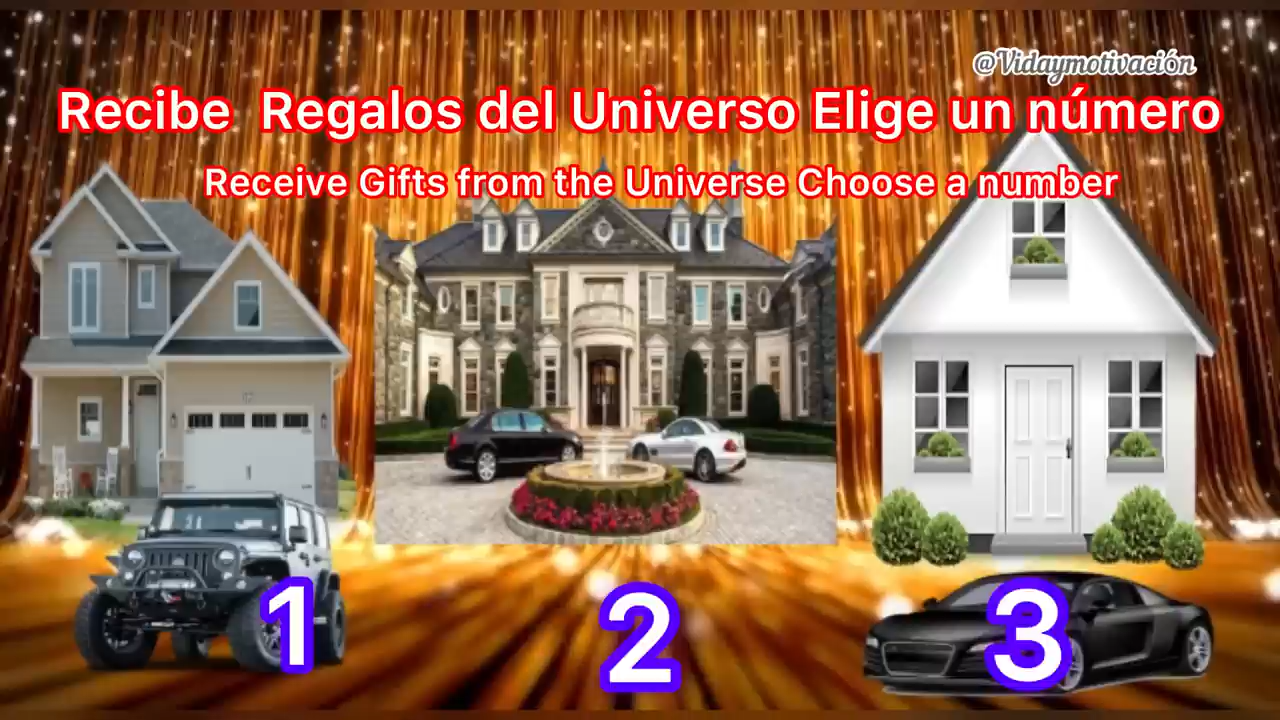 @Vidaymotivación
Recibe Regalos del Universo Elige un número
Receive Gifts from the Universe Choose a number
1
2
3